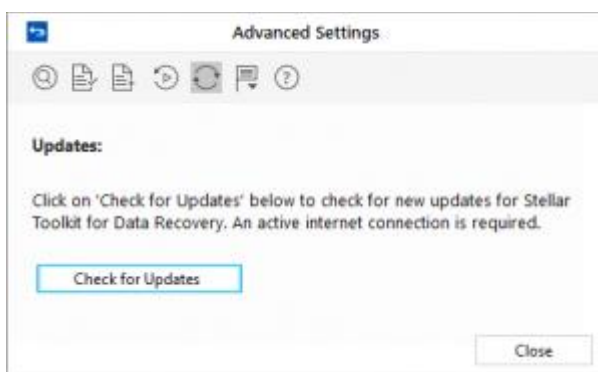 Advanced Settings
Updates:
Click on 'Check for Updates' below to check for new updates for Stellar
Toolkit for Data Recovery. An active internet connection is required.
Check for Updates
Close